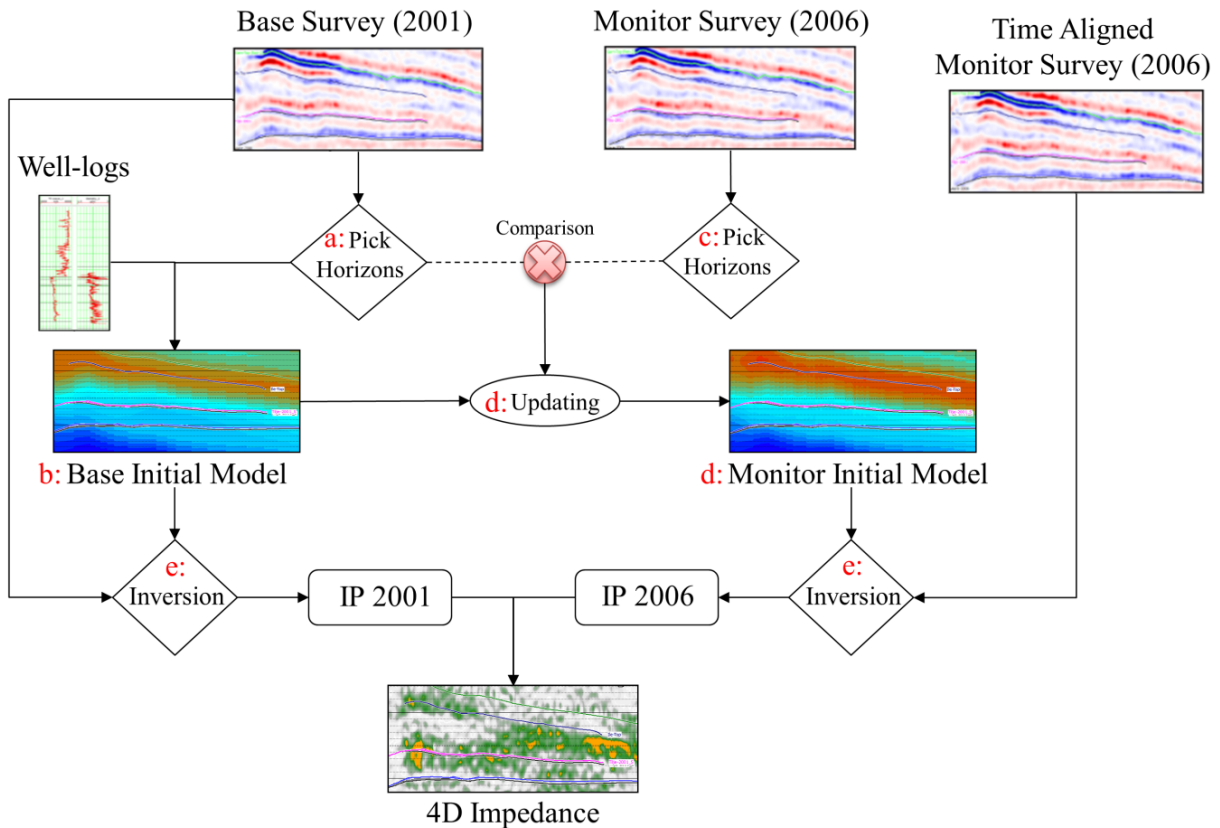 Base Survey (2001)
Monitor Survey (2006)
Time Aligned
Monitor Survey (2006)
Well-logs
a: Pick
Horizons
Comparison
c: Pick
Horizons
d: Updating
b: Base Initial Model
d: Monitor Initial Model
e:
Inversion
IP 2001
IP 2006
e:
Inversion
4D Impedance